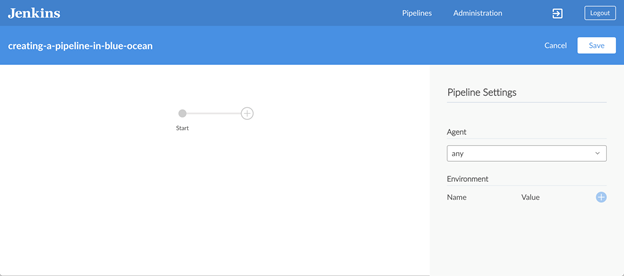 Jenkins
Pipelines Administration Logout
creating-a-pipeline-in-blue-ocean
Cancel Save
Pipeline Settings
Start
Agent
any
Environment
Name Value